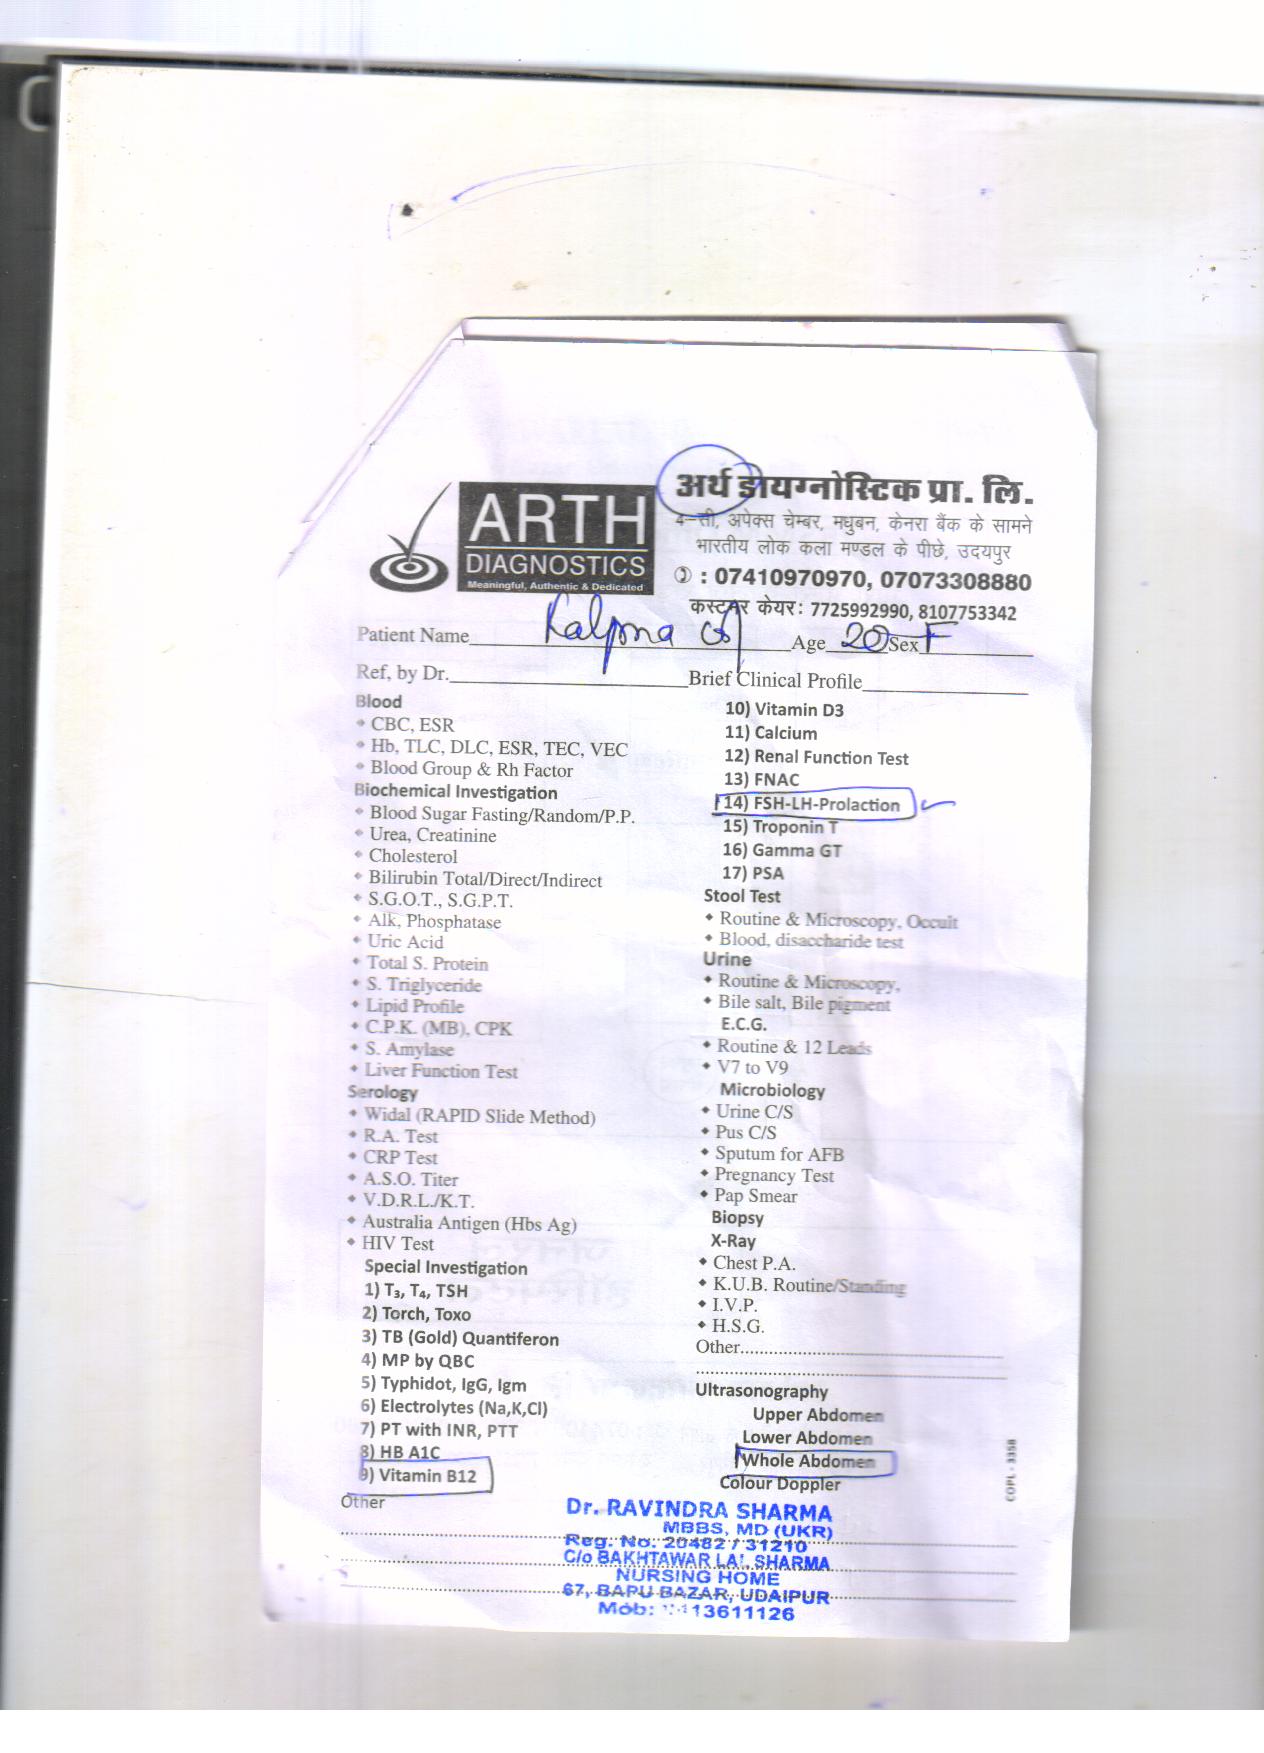 ARTH
DIAGNOSTICS
Meaningful, Authentic & Dedicated
अर्थ डायग्नोस्टिक प्रा. लि.
4-सी, अपेक्स चेम्बर, मधुबन, केनरा बैंक के सामने
भारतीय लोक कला मण्डल के पीछे, उदयपुर
: 07410970970, 07073308880
कस्टमर केयर: 7725992990, 8107753342
Patient Name Kalpna Age 20 Sex F
Ref, by Dr. Brief Clinical Profile
Blood
CBC, ESR
Hb, TLC, DLC, ESR, TEC, VEC
Blood Group & Rh Factor
Biochemical Investigation
Blood Sugar Fasting/Random/P.P.
Urea, Creatinine
Cholesterol
Bilirubin Total/Direct/Indirect
S.G.O.T., S.G.P.T.
Alk, Phosphatase
Uric Acid
Total S. Protein
S. Triglyceride
Lipid Profile
C.P.K. (MB), CPK
S. Amylase
Liver Function Test
Serology
Widal (RAPID Slide Method)
R.A. Test
CRP Test
A.S.O. Titer
V.D.R.L./K.T.
Australia Antigen (Hbs Ag)
HIV Test
Special Investigation
1) T₃, T₄, TSH
2) Torch, Toxo
3) TB (Gold) Quantiferon
4) MP by QBC
5) Typhidot, IgG, Igm
6) Electrolytes (Na,K,Cl)
7) PT with INR, PTT
8) HB A1C
9) Vitamin B12
Other
10) Vitamin D3
11) Calcium
12) Renal Function Test
13) FNAC
14) FSH-LH-Prolaction
15) Troponin T
16) Gamma GT
17) PSA
Stool Test
Routine & Microscopy, Occult
Blood, disaccharide test
Urine
Routine & Microscopy,
Bile salt, Bile pigment
E.C.G.
Routine & 12 Leads
V7 to V9
Microbiology
Urine C/S
Pus C/S
Sputum for AFB
Pregnancy Test
Pap Smear
Biopsy
X-Ray
Chest P.A.
K.U.B. Routine/Standing
I.V.P.
H.S.G.
Other
Ultrasonography
Upper Abdomen
Lower Abdomen
Whole Abdomen
Colour Doppler
COPL - 3358
Dr. RAVINDRA SHARMA
MBBS, MD (UKR)
Reg. No. 20482 / 31210
C/o BAKHTAWAR LAL SHARMA
NURSING HOME
67, BAPU BAZAR, UDAIPUR
Mob: